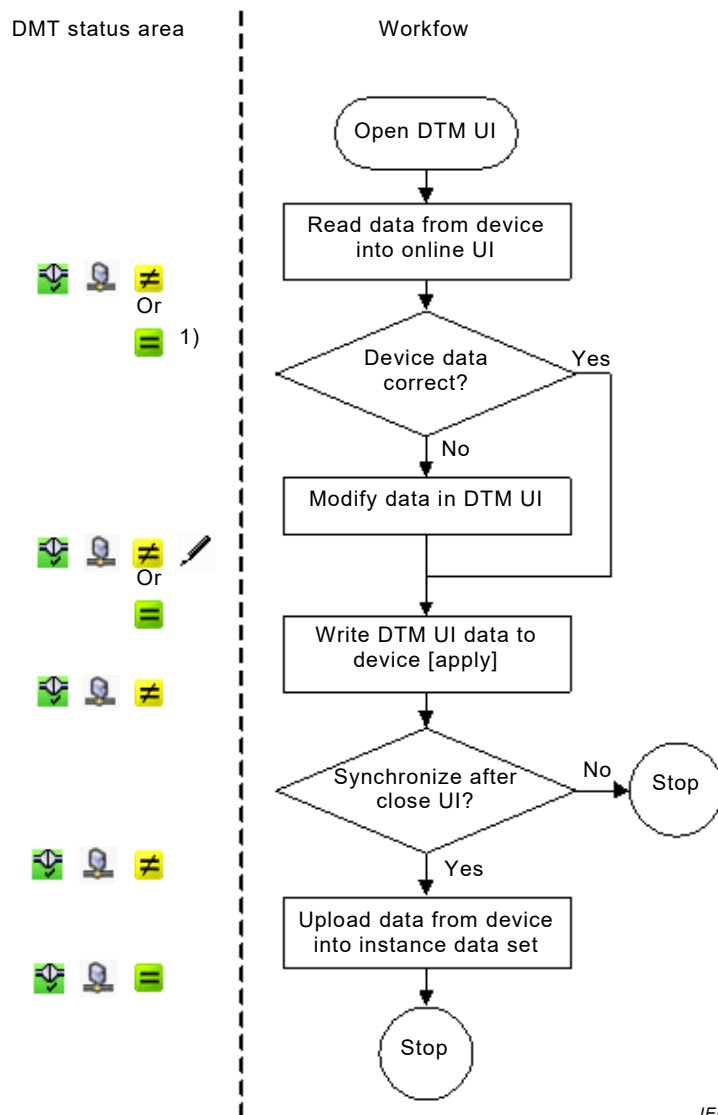 DMT status area
Workfow
Open DTM UI
Read data from device
into online UI
Or
1)
Device data
correct?
Yes
No
Modify data in DTM UI
Or
Write DTM UI data to
device [apply]
Synchronize after
close UI?
No
Stop
Yes
Upload data from device
into instance data set
Stop